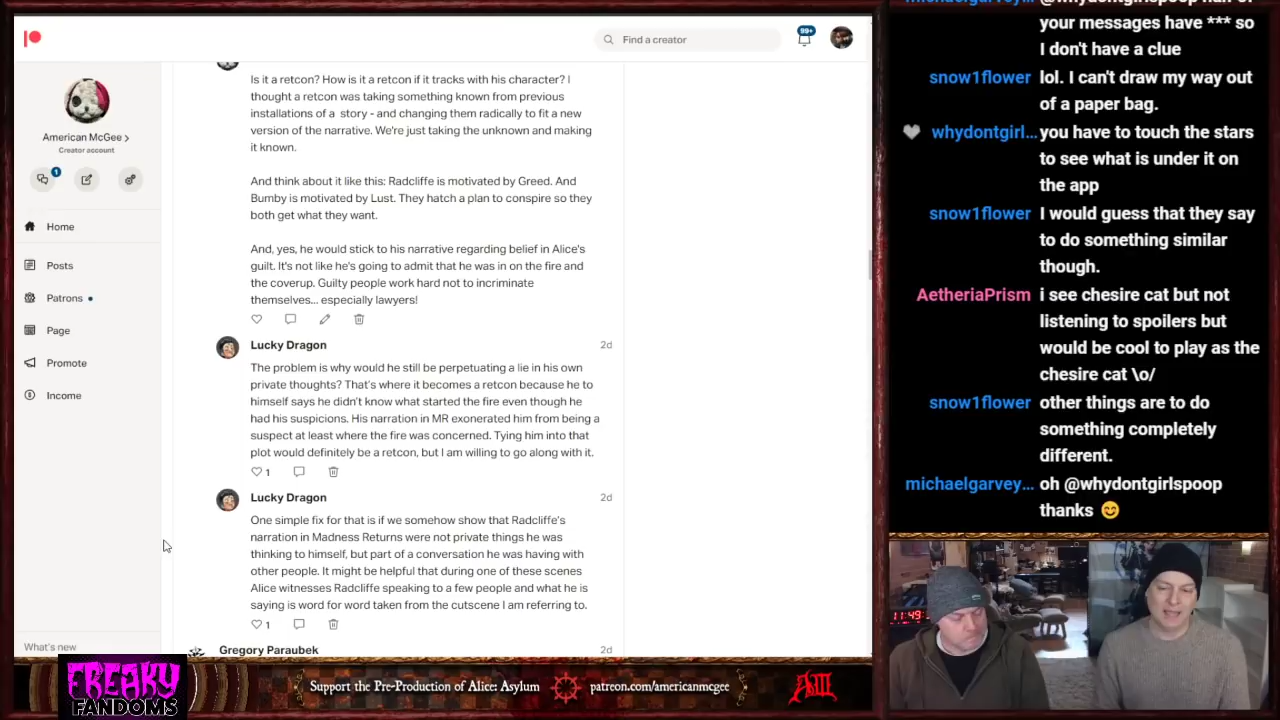 Find a creator
99+
American McGee >
Creator account
1
Home
Posts
Patrons
Page
Promote
Income
What's new
Is it a retcon? How is it a retcon if it tracks with his character? I
thought a retcon was taking something known from previous
installations of a story - and changing them radically to fit a new
version of the narrative. We're just taking the unknown and making
it known.
And think about it like this: Radcliffe is motivated by Greed. And
Bumby is motivated by Lust. They hatch a plan to conspire so they
both get what they want.
And, yes, he would stick to his narrative regarding belief in Alice's
guilt. It's not like he's going to admit that he was in on the fire and
the coverup. Guilty people work hard not to incriminate
themselves... especially lawyers!
Lucky Dragon 2d
The problem is why would he still be perpetuating a lie in his own
private thoughts? That's where it becomes a retcon because he to
himself says he didn't know what started the fire even though he
had his suspicions. His narration in MR exonerated him from being a
suspect at least where the fire was concerned. Tying him into that
plot would definitely be a retcon, but I am willing to go along with it.
1
Lucky Dragon 2d
One simple fix for that is if we somehow show that Radcliffe's
narration in Madness Returns were not private things he was
thinking to himself, but part of a conversation he was having with
other people. It might be helpful that during one of these scenes
Alice witnesses Radcliffe speaking to a few people and what he is
saying is word for word taken from the cutscene I am referring to.
1
Gregory Paraubek 2d
your messages have *** so
I don't have a clue
snow1flower lol. I can't draw my way out
of a paper bag.
whydontgirl... you have to touch the stars
to see what is under it on
the app
snow1flower I would guess that they say
to do something similar
though.
AetheriaPrism i see chesire cat but not
listening to spoilers but
would be cool to play as the
chesire cat \o/
snow1flower other things are to do
something completely
different.
michaelgarvey... oh @whydontgirlspoop
thanks 😊
11:49
FREAKY
FANDOMS
Support the Pre-Production of Alice: Asylum
patreon.com/americanmcgee